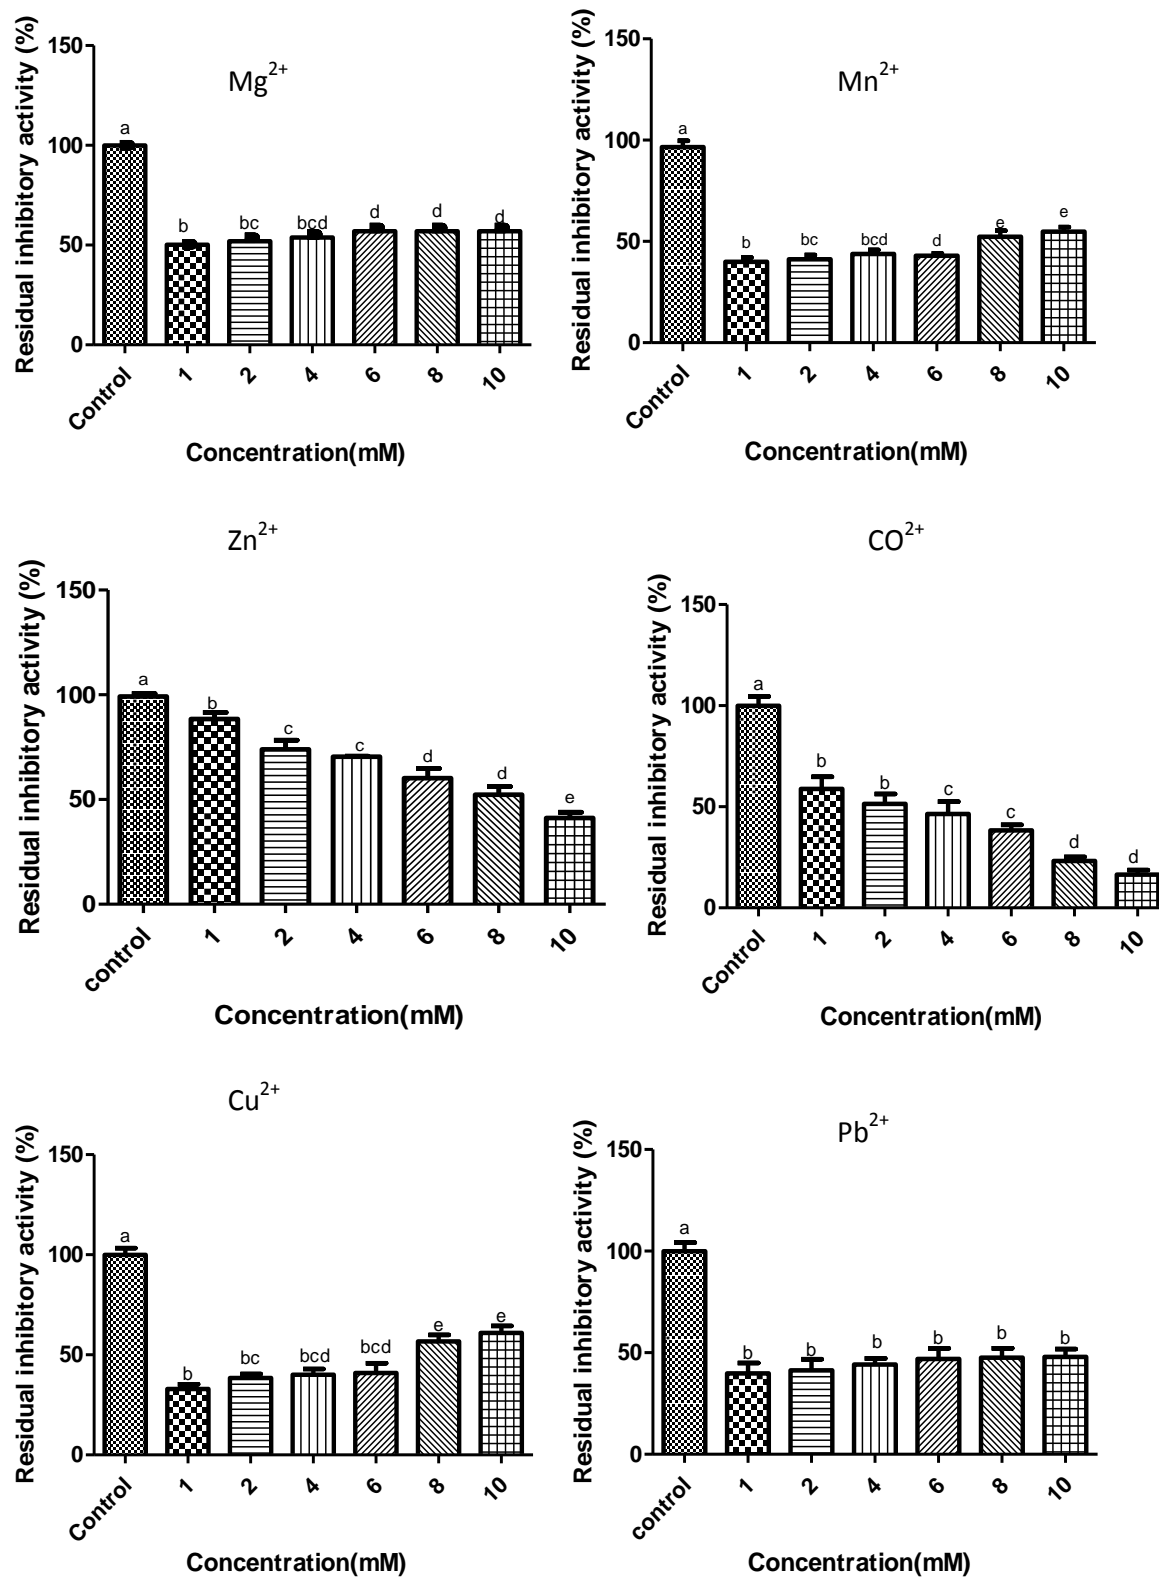 Mg2+
Residual inhibitory activity (%)
150
100
50
0
a
b
bc
bcd
d
d
d
Control
1
2
4
6
8
10
Concentration(mM)
Mn2+
Residual inhibitory activity (%)
150
100
50
0
a
b
bc
bcd
d
e
e
Control
1
2
4
6
8
10
Concentration(mM)
Zn2+
Residual inhibitory activity (%)
150
100
50
0
a
b
c
c
d
d
e
control
1
2
4
6
8
10
Concentration(mM)
CO2+
Residual inhibitory activity (%)
150
100
50
0
a
b
b
c
c
d
d
Control
1
2
4
6
8
10
Concentration(mM)
Cu2+
Residual inhibitory activity (%)
150
100
50
0
a
b
bc
bcd
bcd
e
e
Control
1
2
4
6
8
10
Concentration(mM)
Pb2+
Residual inhibitory activity (%)
150
100
50
0
a
b
b
b
b
b
b
control
1
2
4
6
8
10
Concentration(mM)